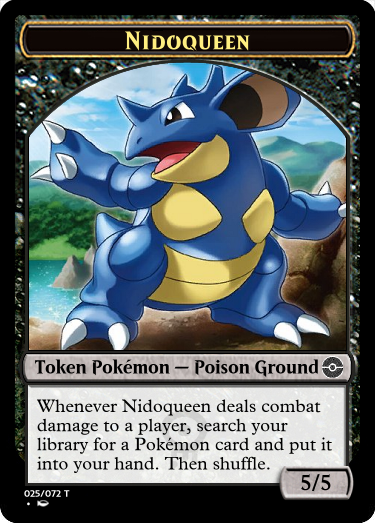 Nidoqueen
Token Pokémon — Poison Ground
Whenever Nidoqueen deals combat
damage to a player, search your
library for a Pokémon card and put it
into your hand. Then shuffle.
5/5
025/072 T